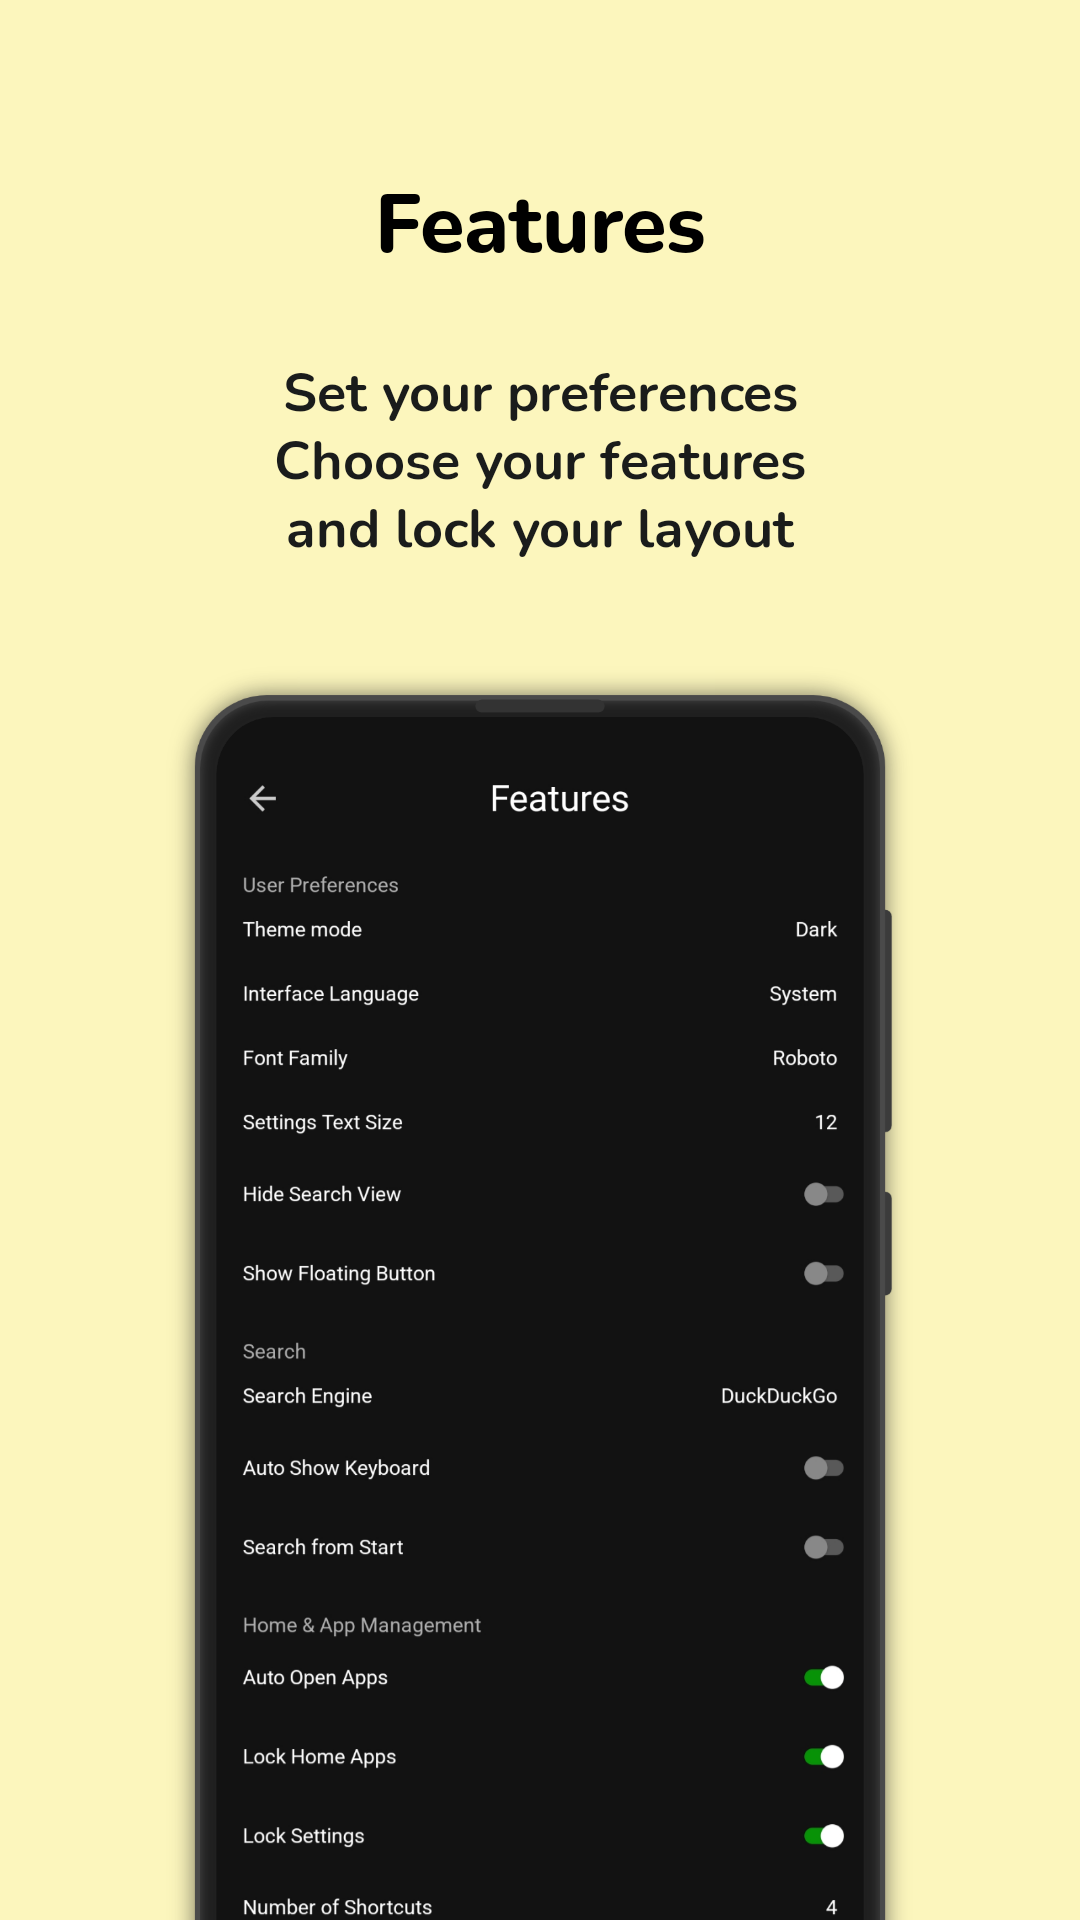 Features
Set your preferences
Choose your features
and lock your layout
Features
User Preferences
Theme mode Dark
Interface Language System
Font Family Roboto
Settings Text Size 12
Hide Search View
Show Floating Button
Search
Search Engine DuckDuckGo
Auto Show Keyboard
Search from Start
Home & App Management
Auto Open Apps
Lock Home Apps
Lock Settings
Number of Shortcuts 4